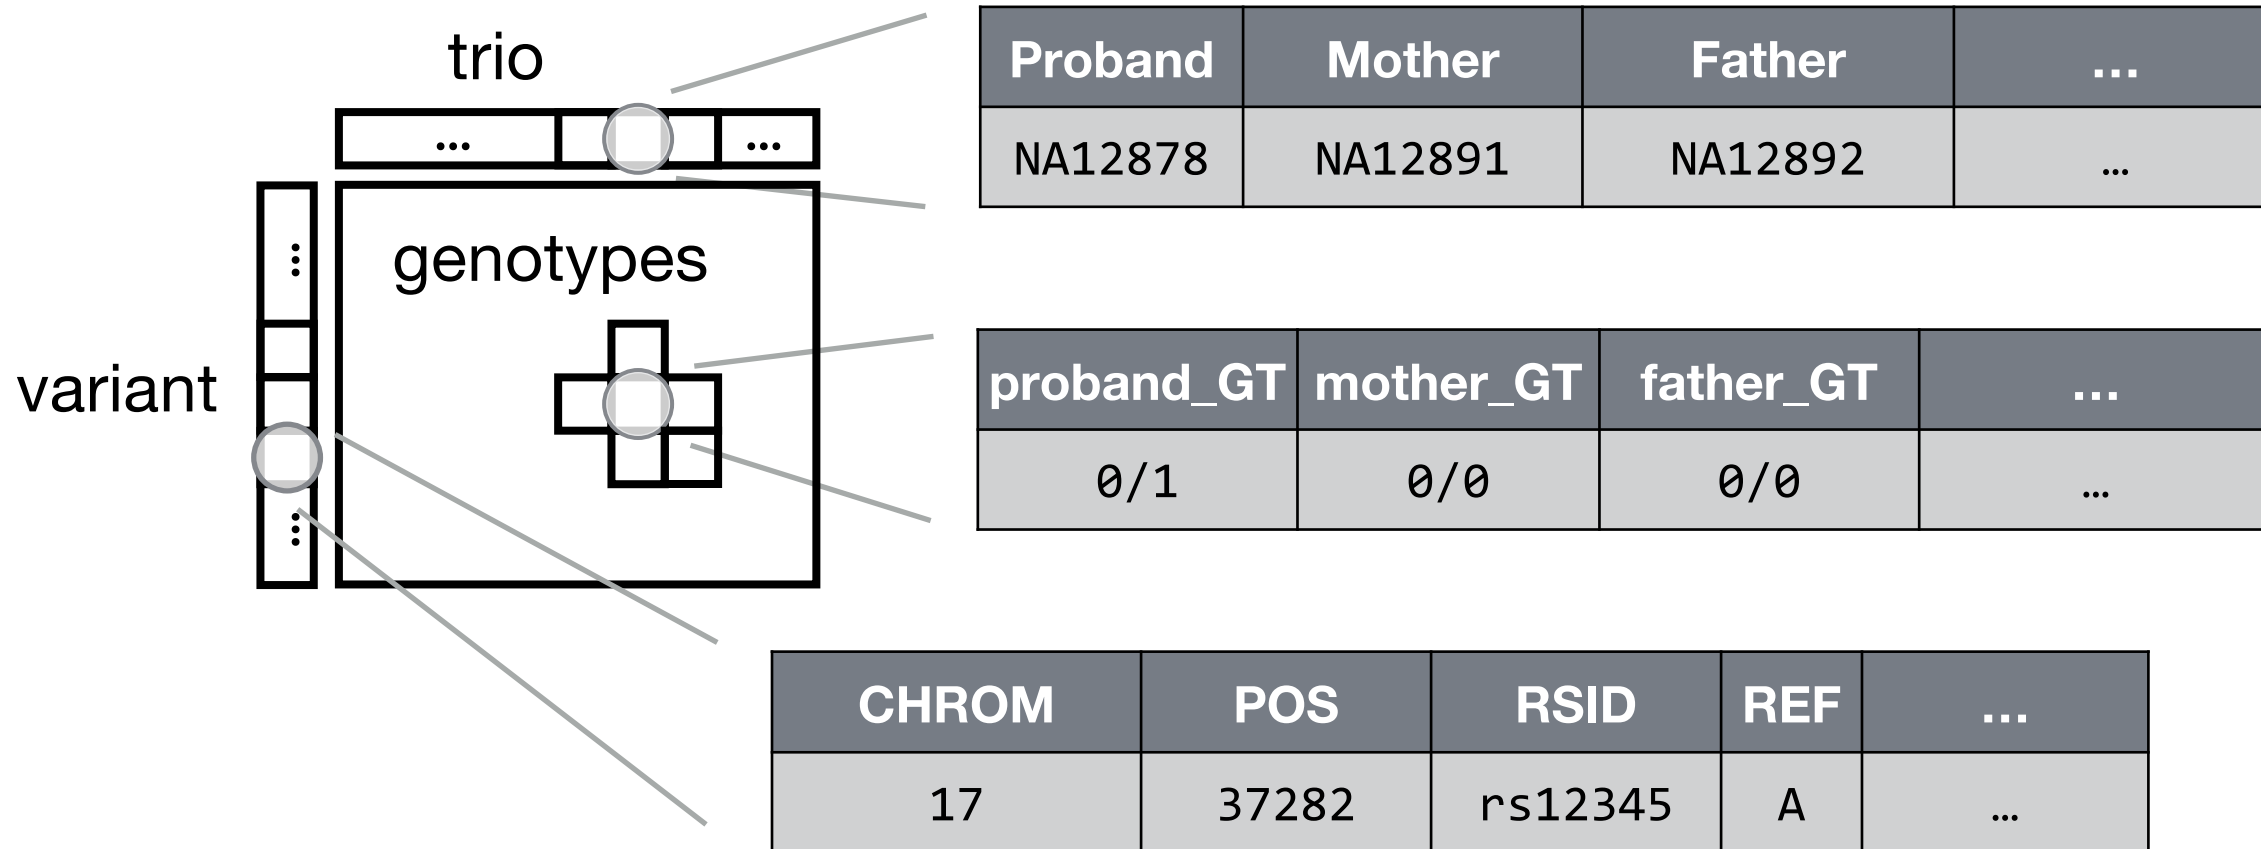 trio
...
...
genotypes
variant
...
...
Proband Mother Father ...
NA12878 NA12891 NA12892 ...
proband_GT mother_GT father_GT ...
0/1 0/0 0/0 ...
CHROM POS RSID REF ...
17 37282 rs12345 A ...